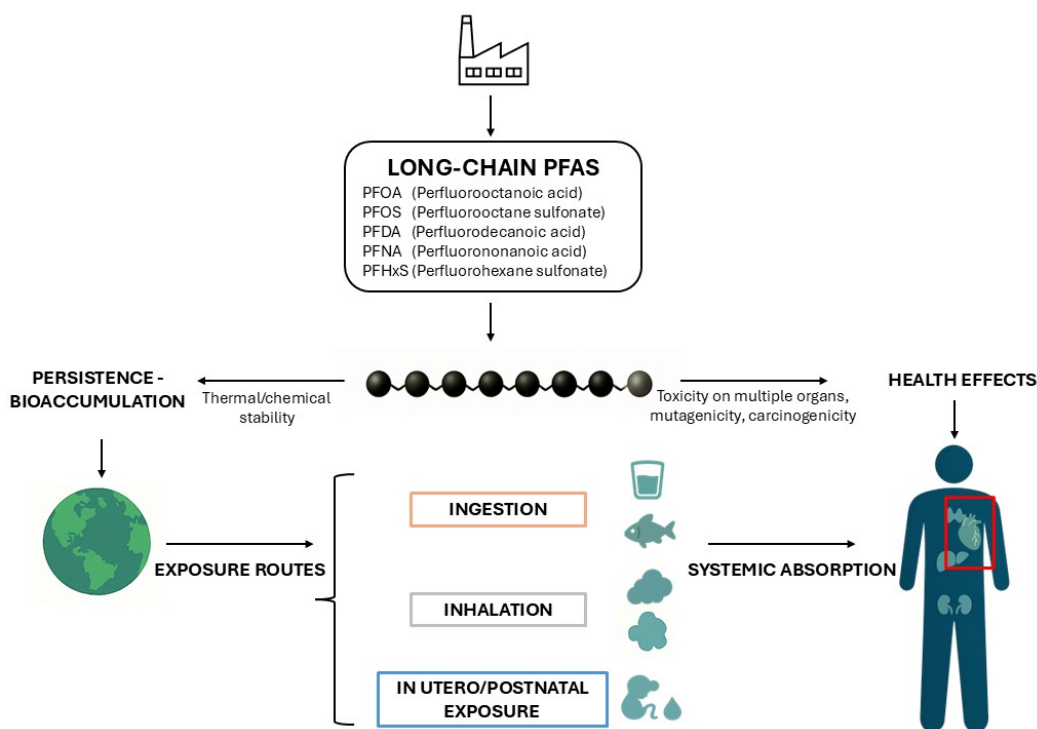 LONG-CHAIN PFAS
PFOA (Perfluorooctanoic acid)
PFOS (Perfluorooctane sulfonate)
PFDA (Perfluorodecanoic acid)
PFNA (Perfluorononanoic acid)
PFHxS (Perfluorohexane sulfonate)
PERSISTENCE -
BIOACCUMULATION
Thermal/chemical
stability
Toxicity on multiple organs,
mutagenicity, carcinogenicity
HEALTH EFFECTS
EXPOSURE ROUTES
INGESTION
INHALATION
IN UTERO/POSTNATAL
EXPOSURE
SYSTEMIC ABSORPTION